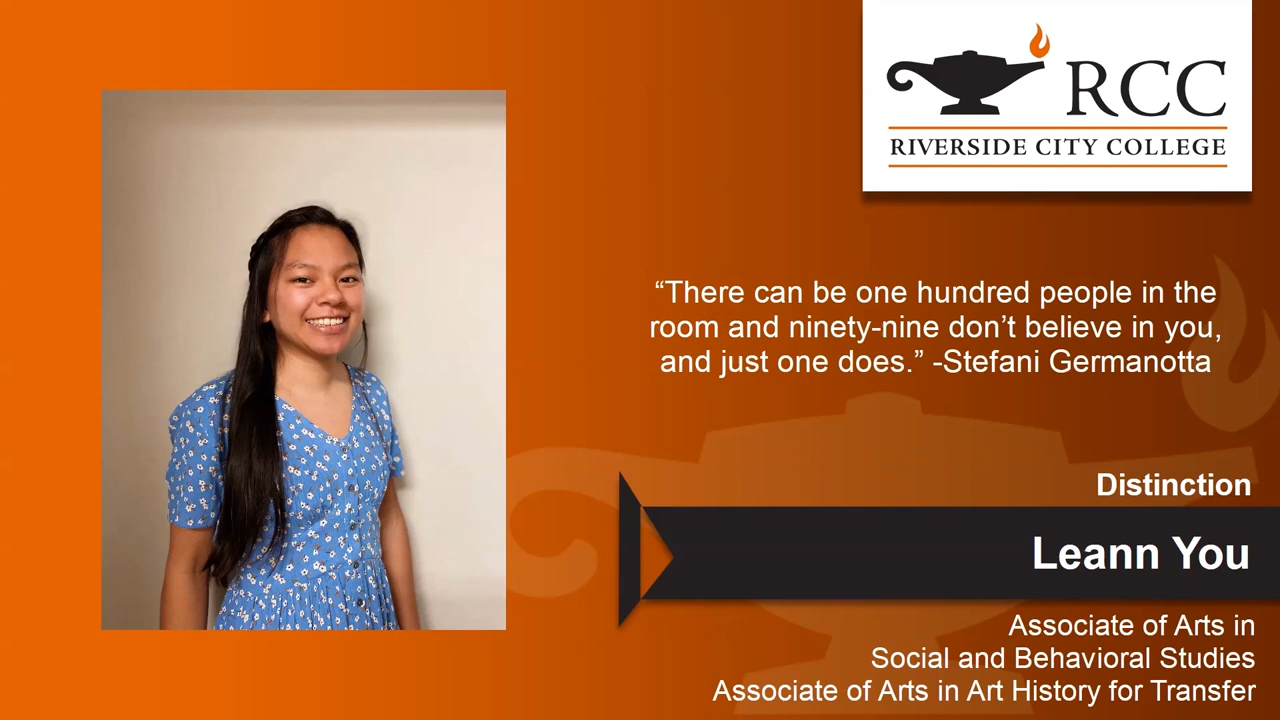 RCC
RIVERSIDE CITY COLLEGE
“There can be one hundred people in the
room and ninety-nine don’t believe in you,
and just one does.” -Stefani Germanotta
Distinction
Leann You
Associate of Arts in
Social and Behavioral Studies
Associate of Arts in Art History for Transfer